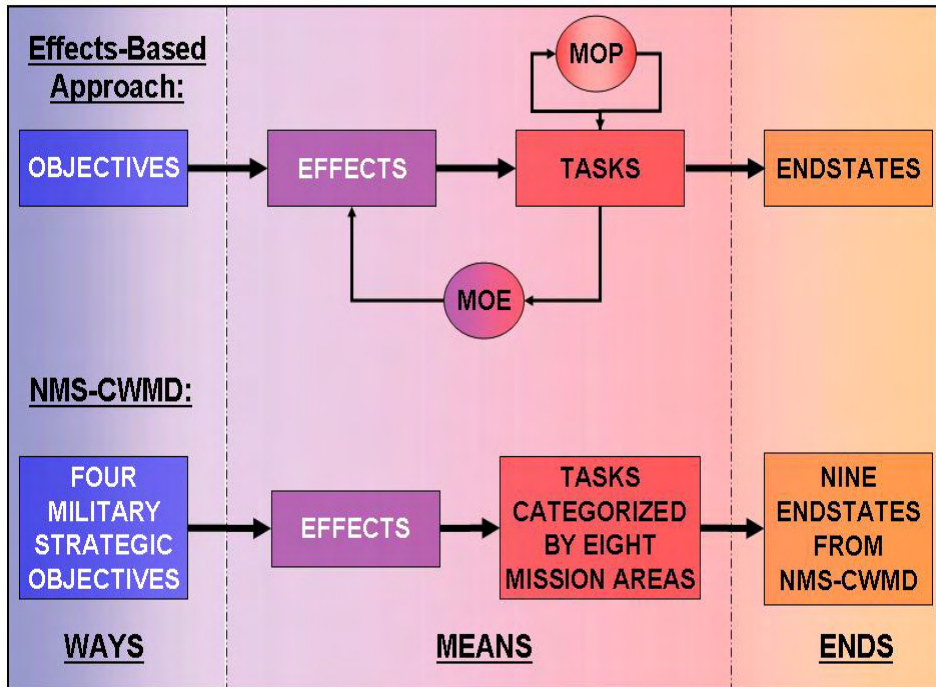 Effects-Based
Approach:
MOP
OBJECTIVES
EFFECTS
TASKS
ENDSTATES
MOE
NMS-CWMD:
FOUR
MILITARY
STRATEGIC
OBJECTIVES
EFFECTS
TASKS
CATEGORIZED
BY EIGHT
MISSION AREAS
NINE
ENDSTATES
FROM
NMS-CWMD
WAYS
MEANS
ENDS